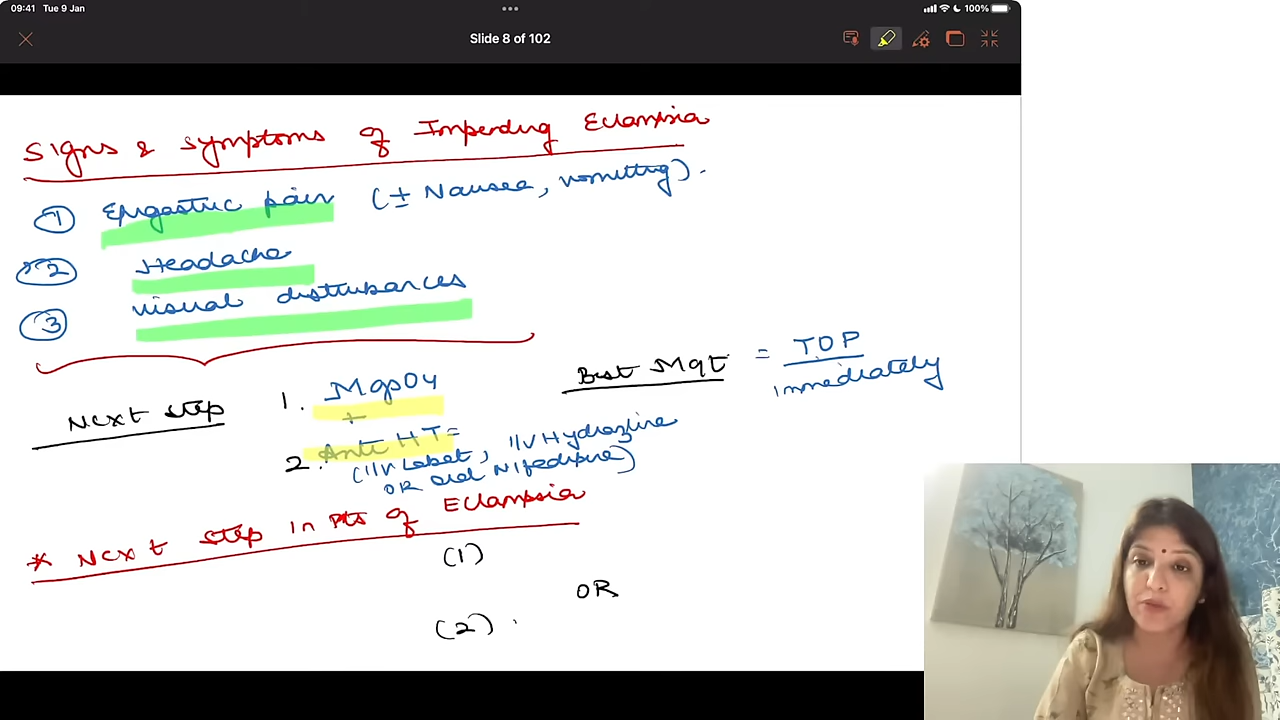 09:41 Tue 9 Jan
100%
Slide 8 of 102
Signs & Symptoms of Impending Eclampsia
1 Epigastric pain (± Nausea, vomitting).
2 Headache
3 visual disturbances
Next step
1. MgSO4
+
2. Anti HT =
(IV Labet, IV Hydrazine
OR oral Nifedipine)
Best Mgt = TOP
immediately
* Next step in Pts of Eclampsia
(1)
OR
(2)